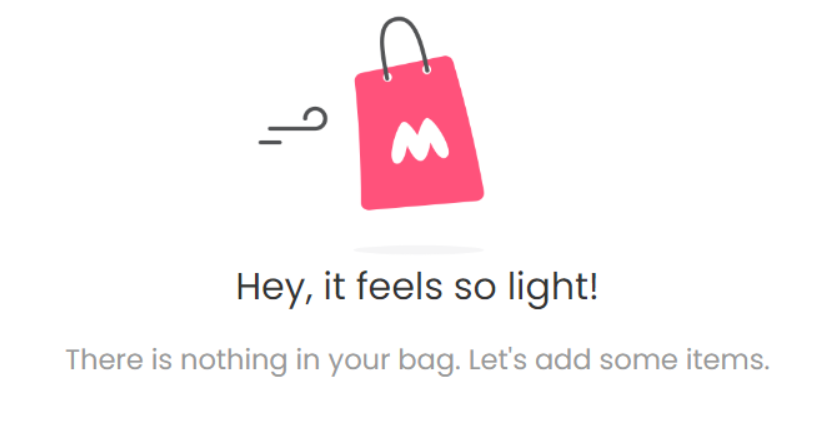 M
Hey, it feels so light!
There is nothing in your bag. Let's add some items.